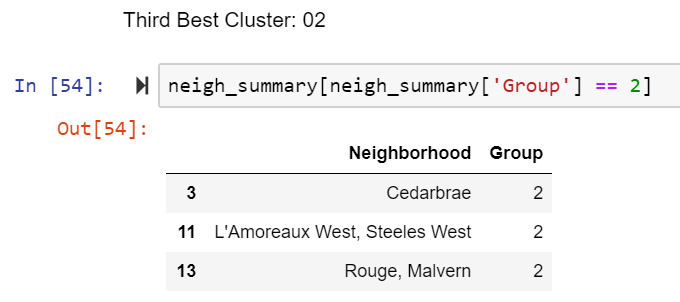 Third Best Cluster: 02
In [54]: neigh_summary[neigh_summary['Group'] == 2]
Out[54]:
Neighborhood Group
3 Cedarbrae 2
11 L'Amoreaux West, Steeles West 2
13 Rouge, Malvern 2